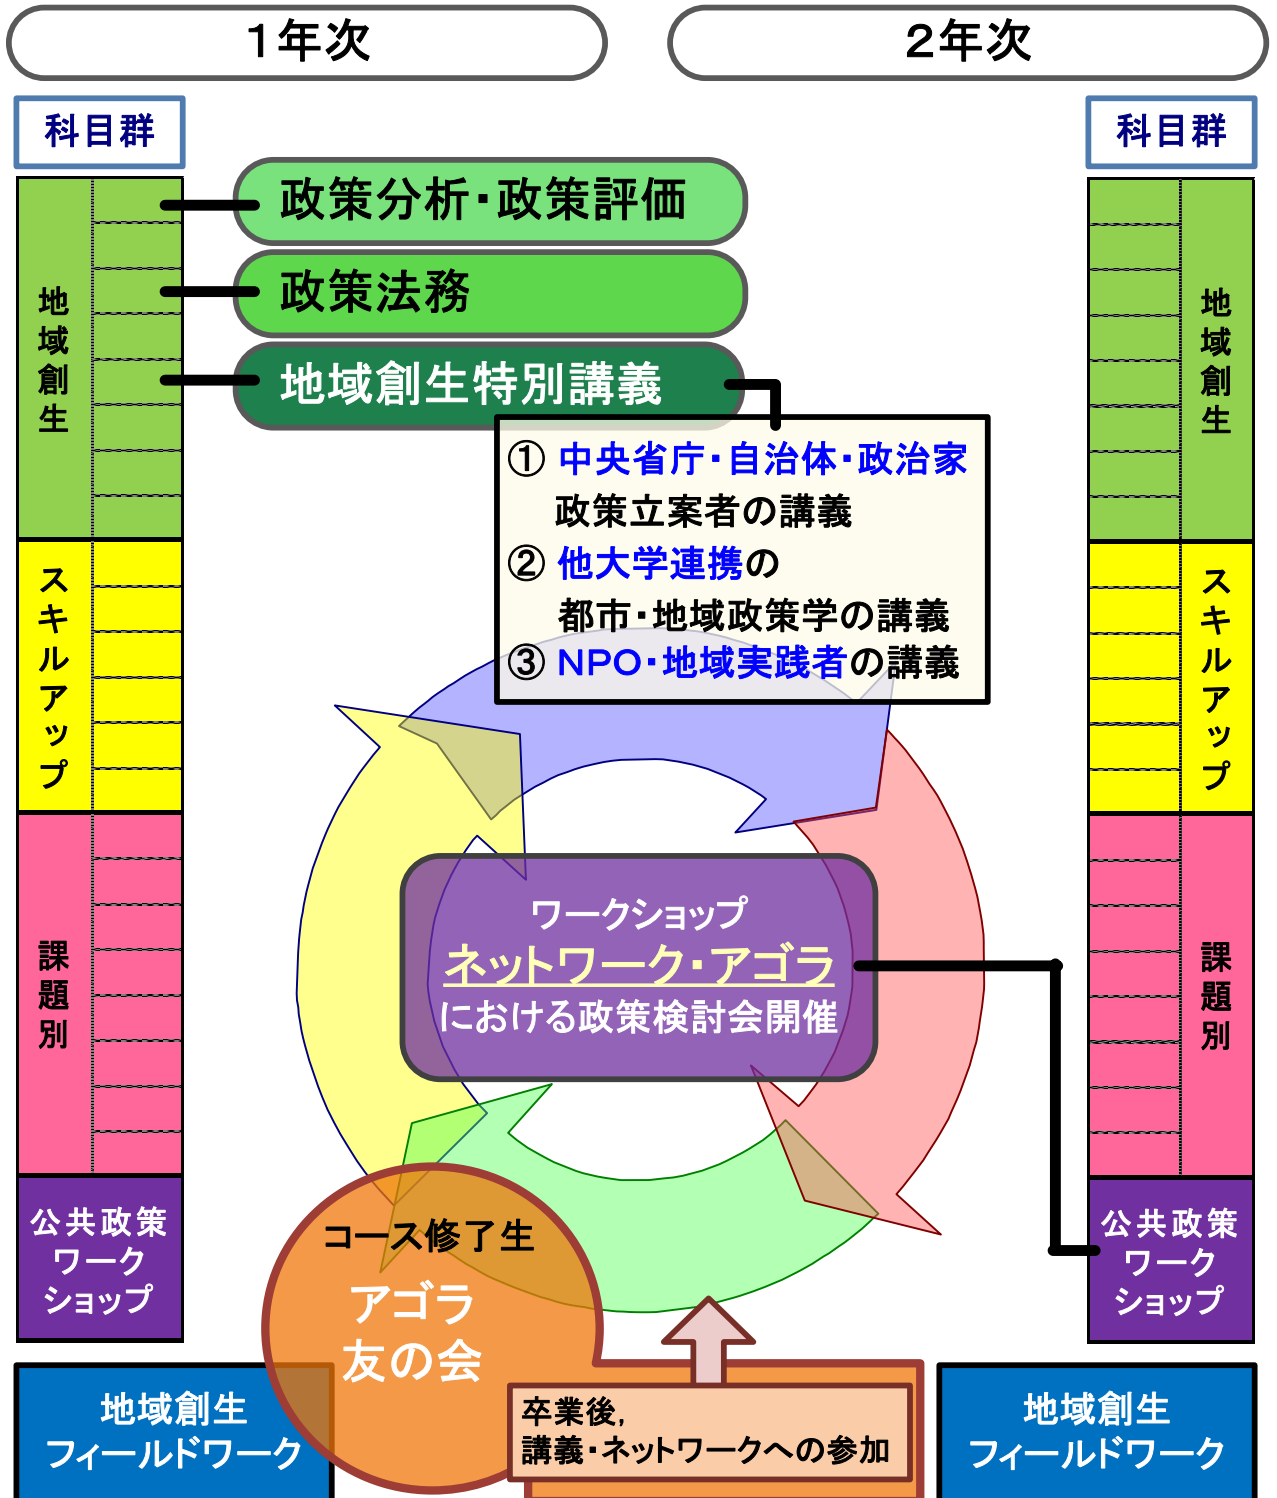 １年次
２年次
科目群
科目群
地域創生
スキルアップ
課題別
公共政策
ワーク
ショップ
地域創生
フィールドワーク
政策分析・政策評価
政策法務
地域創生特別講義
① 中央省庁・自治体・政治家
政策立案者の講義
② 他大学連携の
都市・地域政策学の講義
③ ＮＰＯ・地域実践者の講義
ワークショップ
ネットワーク・アゴラ
における政策検討会開催
コース修了生
アゴラ
友の会
卒業後，
講義・ネットワークへの参加
地域創生
スキルアップ
課題別
公共政策
ワーク
ショップ
地域創生
フィールドワーク